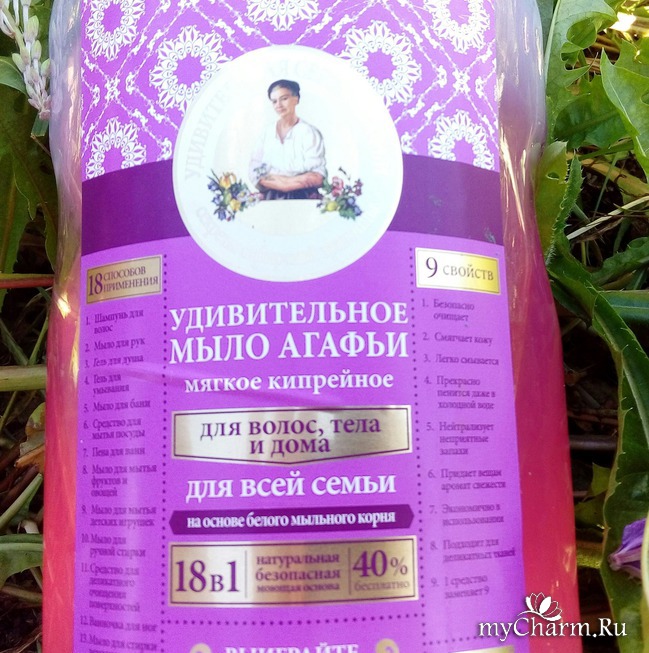 18 СПОСОБОВ
ПРИМЕНЕНИЯ
1. Шампунь для
волос
2. Мыло для рук
3. Гель для душа
4. Гель для
умывания
5. Мыло для бани
6. Средство для
мытья посуды
7. Пена для ванн
8. Мыло для мытья
фруктов и
овощей
9. Мыло для мытья
детских игрушек
10. Мыло для
ручной стирки
11. Средство для
деликатного
очищения
поверхностей
12. Ванночка для ног
13. Мыло для стирки
УДИВИТЕЛЬНОЕ
МЫЛО АГАФЬИ
мягкое кипрейное
для волос, тела
и дома
для всей семьи
на основе белого мыльного корня
18 в 1
натуральная
безопасная
моющая основа
40%
бесплатно
ВЫИГРАЙТЕ
9 СВОЙСТВ
1. Безопасно
очищает
2. Смягчает кожу
3. Легко смывается
4. Прекрасно
пенится даже в
холодной воде
5. Нейтрализует
неприятные
запахи
6. Придает вещам
аромат свежести
7. Экономично в
использовании
8. Подходит для
деликатных тканей
9. 1 средство
заменяет 9
myCharm.Ru